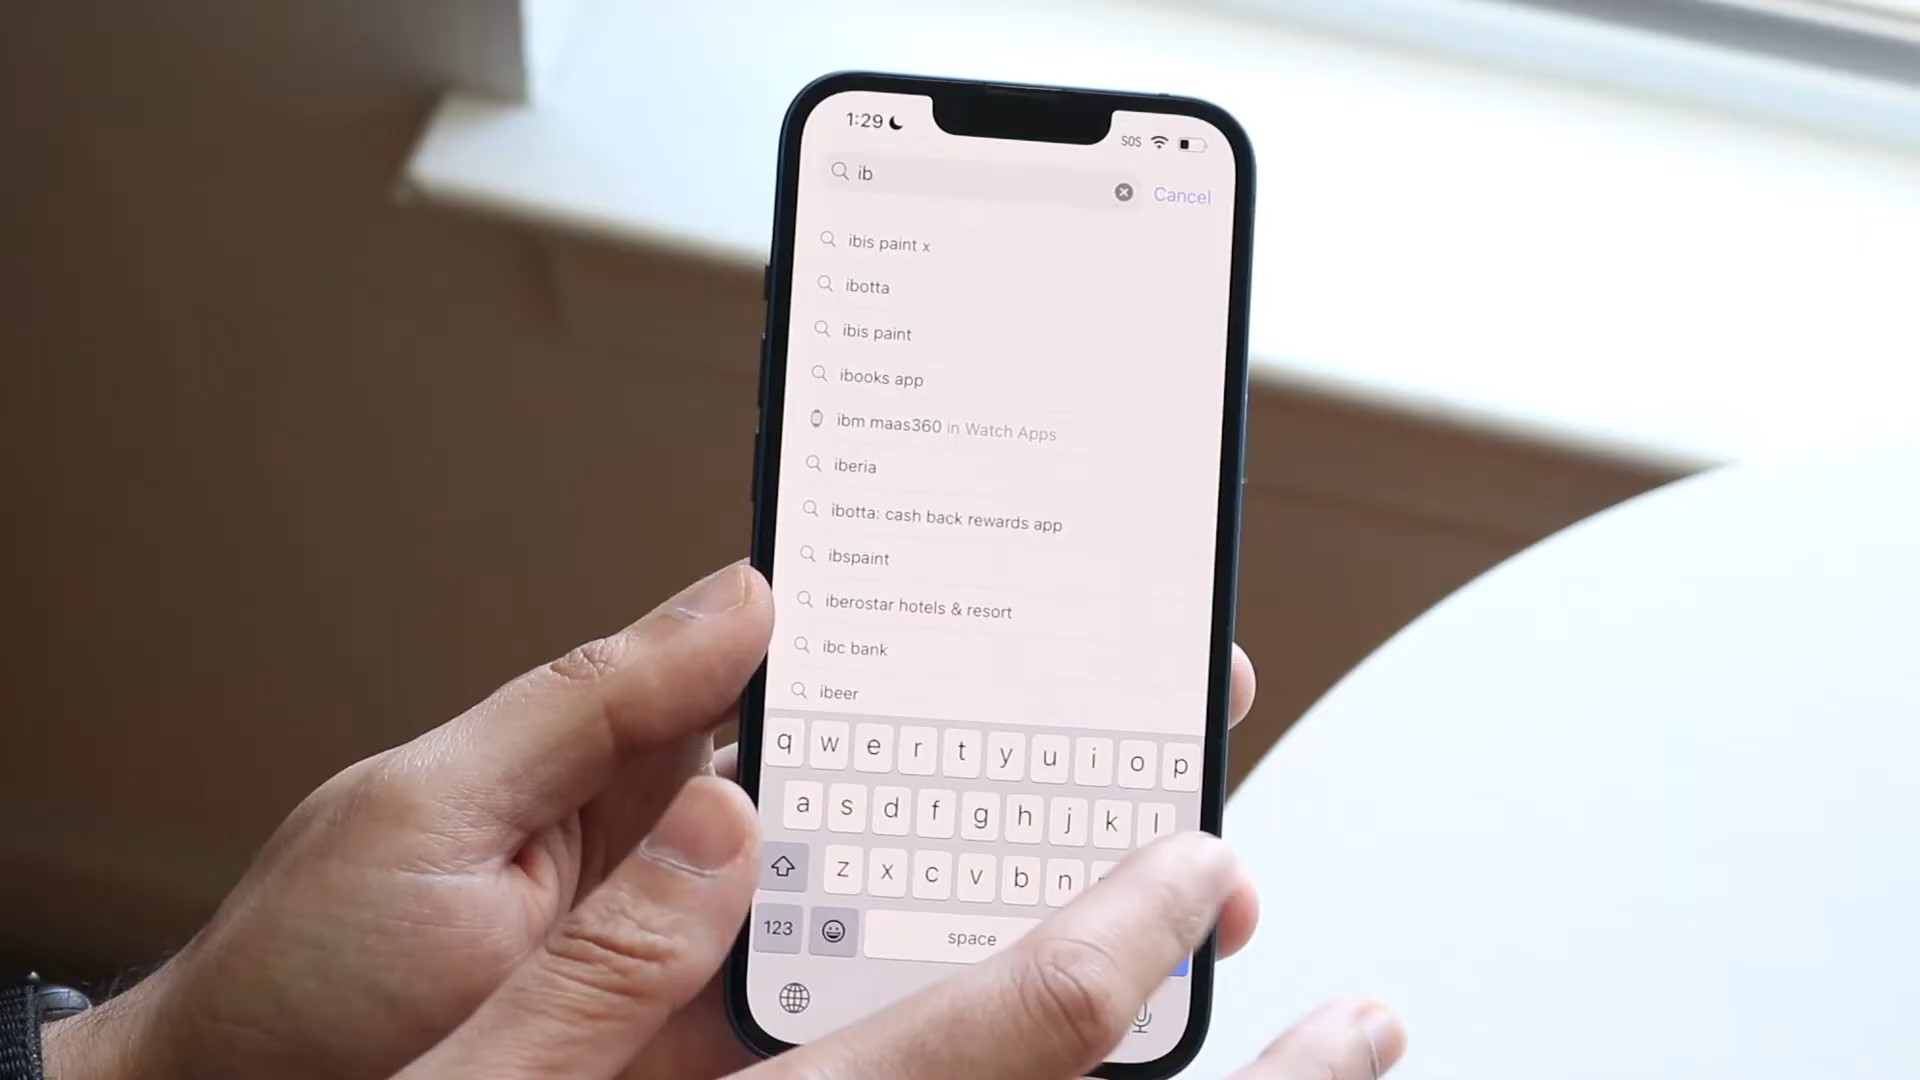 1:29
SOS
ib
Cancel
ibis paint x
ibotta
ibis paint
ibooks app
ibm maas360 in Watch Apps
iberia
ibotta: cash back rewards app
ibspaint
iberostar hotels & resort
ibc bank
ibeer
q w e r t y u i o p
a s d f g h j k l
z x c v b n
123 space